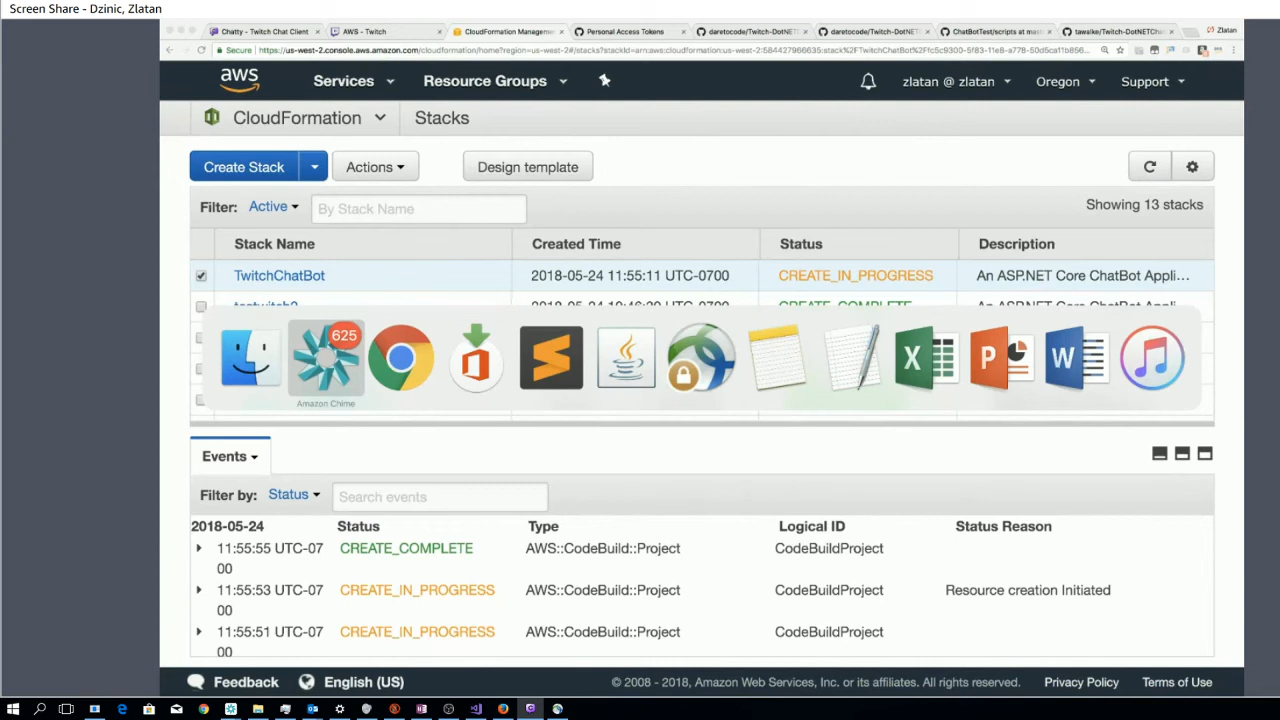 Screen Share - Dzinic, Zlatan
Chatty - Twitch Chat Client
AWS - Twitch
CloudFormation Manageme
Personal Access Tokens
daretocode/Twitch-DotNETC
daretocode/Twitch-DotNETC
ChatBotTest/scripts at mast
tawalke/Twitch-DotNETChat
Zlatan
Secure https://us-west-2.console.aws.amazon.com/cloudformation/home?region=us-west-2#/stacks?stackId=arn:aws:cloudformation:us-west-2:584427966635:stack%2FTwitchChatBot%2Ffc5c9300-5f83-11e8-a778-50d5ca11b856...
aws Services Resource Groups zlatan @ zlatan Oregon Support
CloudFormation Stacks
Create Stack Actions Design template
Filter: Active By Stack Name Showing 13 stacks
Stack Name Created Time Status Description
TwitchChatBot 2018-05-24 11:55:11 UTC-0700 CREATE_IN_PROGRESS An ASP.NET Core ChatBot Appli...
625
X P W
Amazon Chime
Events
Filter by: Status Search events
2018-05-24 Status Type Logical ID Status Reason
11:55:55 UTC-07 CREATE_COMPLETE AWS::CodeBuild::Project CodeBuildProject
00
11:55:53 UTC-07 CREATE_IN_PROGRESS AWS::CodeBuild::Project CodeBuildProject Resource creation Initiated
00
11:55:51 UTC-07 CREATE_IN_PROGRESS AWS::CodeBuild::Project CodeBuildProject
00
Feedback English (US) © 2008 - 2018, Amazon Web Services, Inc. or its affiliates. All rights reserved. Privacy Policy Terms of Use